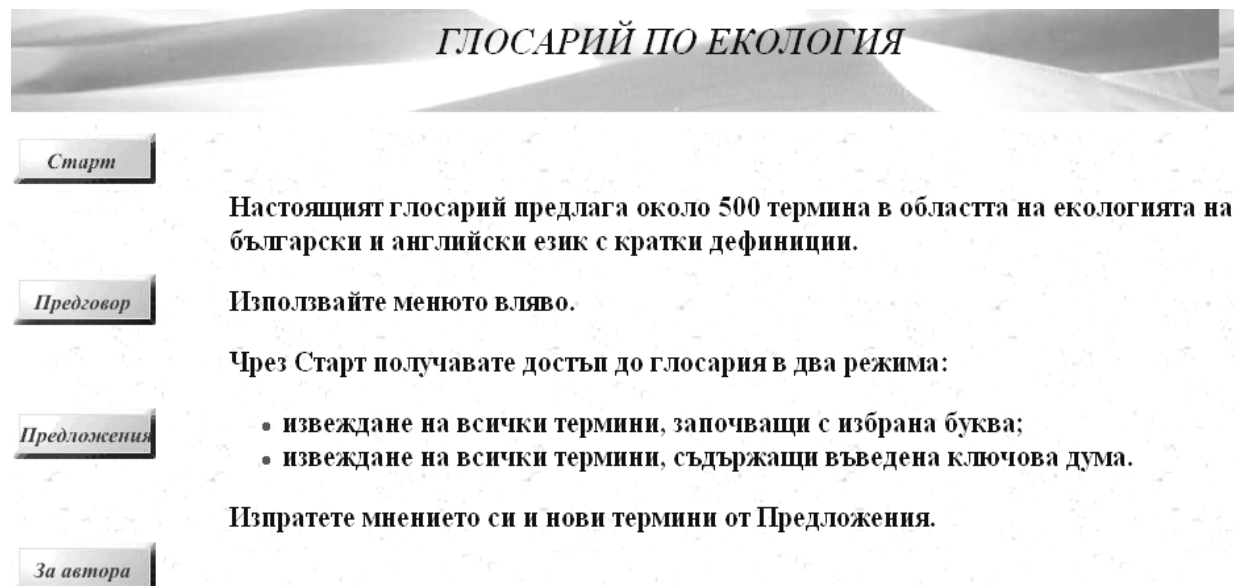 ГЛОСАРИЙ ПО ЕКОЛОГИЯ
Старт
Настоящият глосарий предлага около 500 термина в областта на екологията на
български и английски език с кратки дефиниции.
Предговор
Използвайте менюто вляво.
Чрез Старт получавате достъп до глосария в два режима:
Предложения
• извеждане на всички термини, започващи с избрана буква;
• извеждане на всички термини, съдържащи въведена ключова дума.
Изпратете мнението си и нови термини от Предложения.
За автора